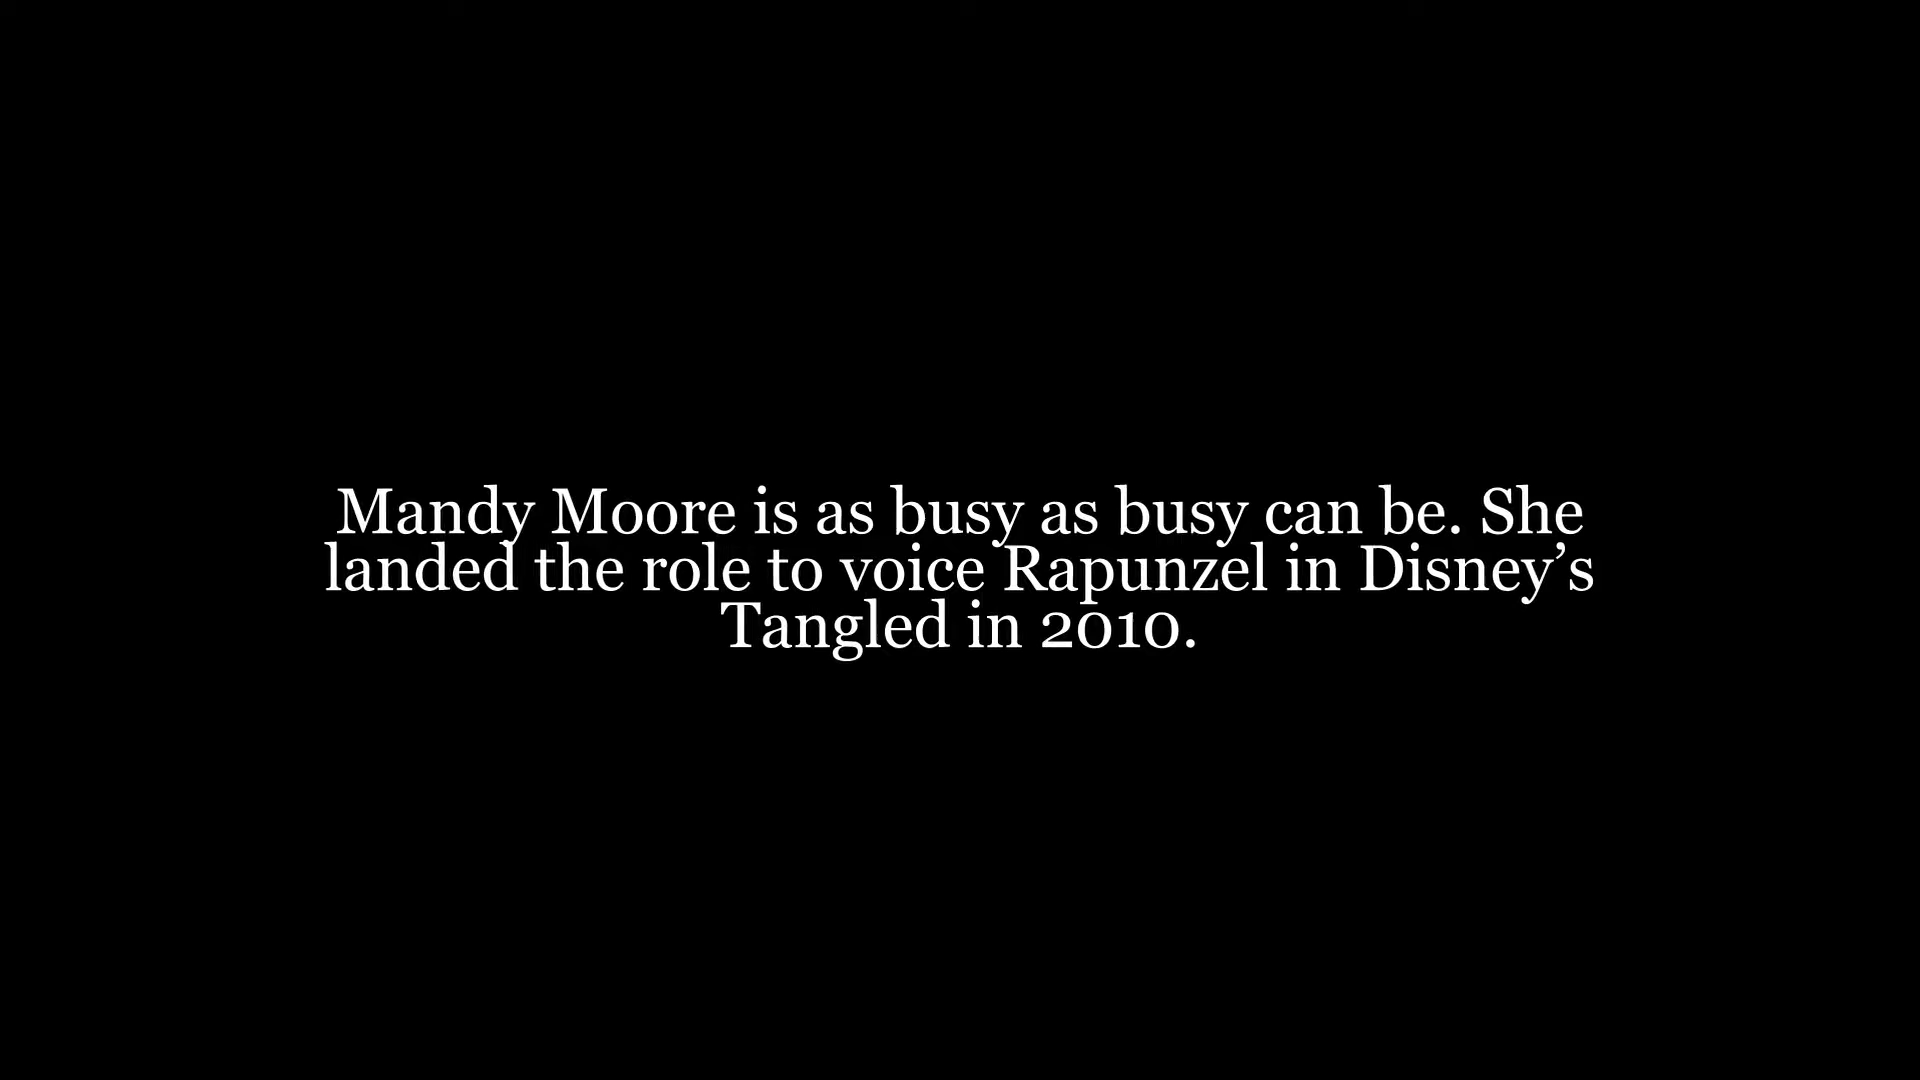 Mandy Moore is as busy as busy can be. She
landed the role to voice Rapunzel in Disney’s
Tangled in 2010.